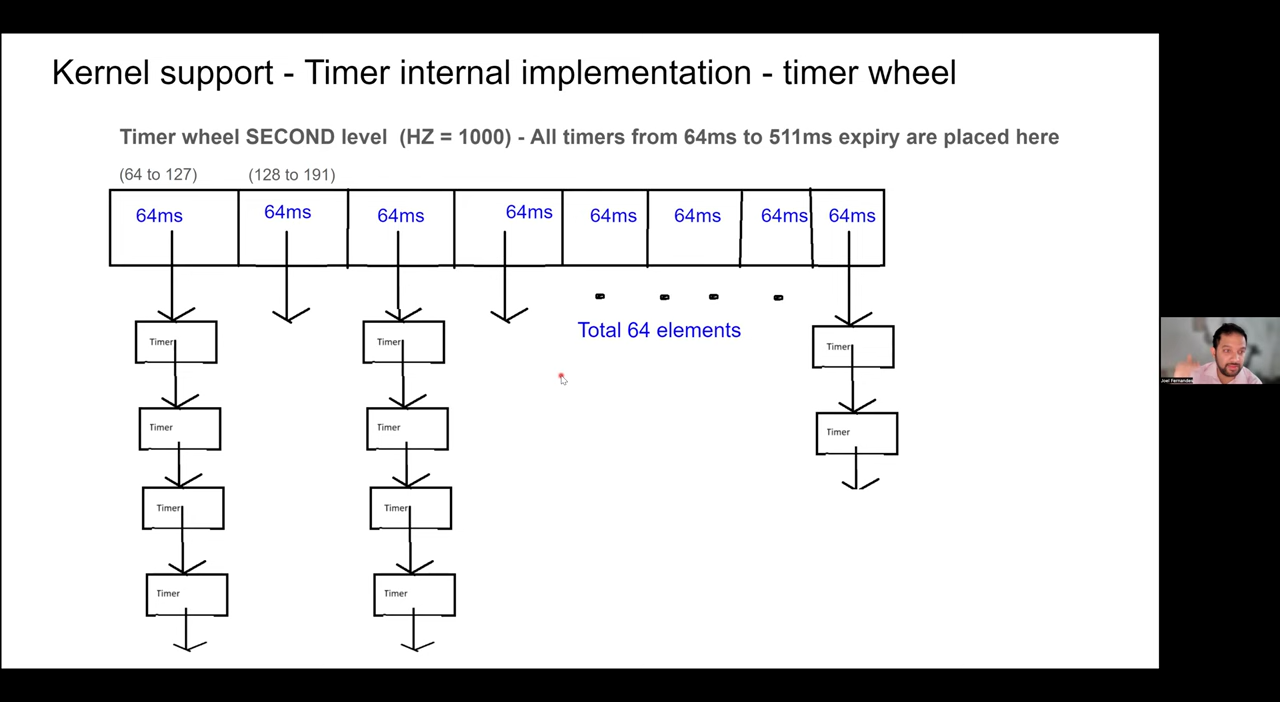 Kernel support - Timer internal implementation - timer wheel
Timer wheel SECOND level (HZ = 1000) - All timers from 64ms to 511ms expiry are placed here
(64 to 127) (128 to 191)
64ms 64ms 64ms 64ms 64ms 64ms 64ms 64ms
Total 64 elements
Timer Timer Timer
Timer Timer Timer
Timer Timer
Timer Timer
Joel Fernandes